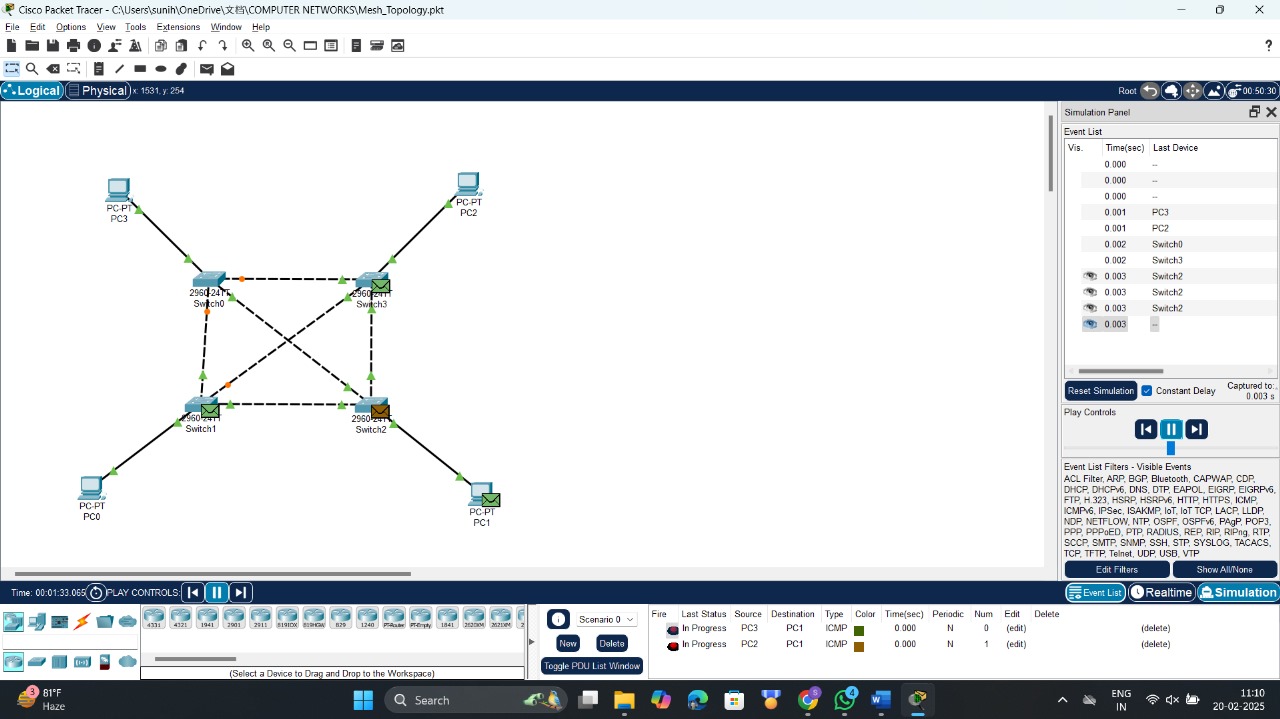 Cisco Packet Tracer - C:\Users\sunih\OneDrive\文档\COMPUTER NETWORKS\Mesh_Topology.pkt
File Edit Options View Tools Extensions Window Help
?
Logical Physical x: 1531, y: 254 Root 00:50:30
Simulation Panel
Event List
Vis. Time(sec) Last Device
0.000 --
0.000 --
0.000 --
0.001 PC3
0.001 PC2
0.002 Switch0
0.002 Switch3
0.003 Switch2
0.003 Switch2
0.003 Switch2
0.003 --
Reset Simulation Constant Delay Captured to:
0.003 s
Play Controls
Event List Filters - Visible Events
ACL Filter, ARP, BGP, Bluetooth, CAPWAP, CDP,
DHCP, DHCPv6, DNS, DTP, EAPOL, EIGRP, EIGRPv6,
FTP, H.323, HSRP, HSRPv6, HTTP, HTTPS, ICMP,
ICMPv6, IPSec, ISAKMP, IoT, IoT TCP, LACP, LLDP,
NDP, NETFLOW, NTP, OSPF, OSPFv6, PAgP, POP3,
PPP, PPPoED, PTP, RADIUS, REP, RIP, RIPng, RTP,
SCCP, SMTP, SNMP, SSH, STP, SYSLOG, TACACS,
TCP, TFTP, Telnet, UDP, USB, VTP
Edit Filters Show All/None
PC-PT
PC3
PC-PT
PC2
2960-24TT
Switch0
2960-24TT
Switch3
2960-24TT
Switch1
2960-24TT
Switch2
PC-PT
PC0
PC-PT
PC1
Time: 00:01:33.065 PLAY CONTROLS: Event List Realtime Simulation
4331 4321 1941 2901 2911 819IOX 819HGW 829 1240 PT-Router PT-Empty 1841 2620XM 2621XM
(Select a Device to Drag and Drop to the Workspace)
Scenario 0
New Delete
Toggle PDU List Window
Fire Last Status Source Destination Type Color Time(sec) Periodic Num Edit Delete
In Progress PC3 PC1 ICMP 0.000 N 0 (edit) (delete)
In Progress PC2 PC1 ICMP 0.000 N 1 (edit) (delete)
3
81°F
Haze
Search
S
4
ENG
IN
11:10
20-02-2025